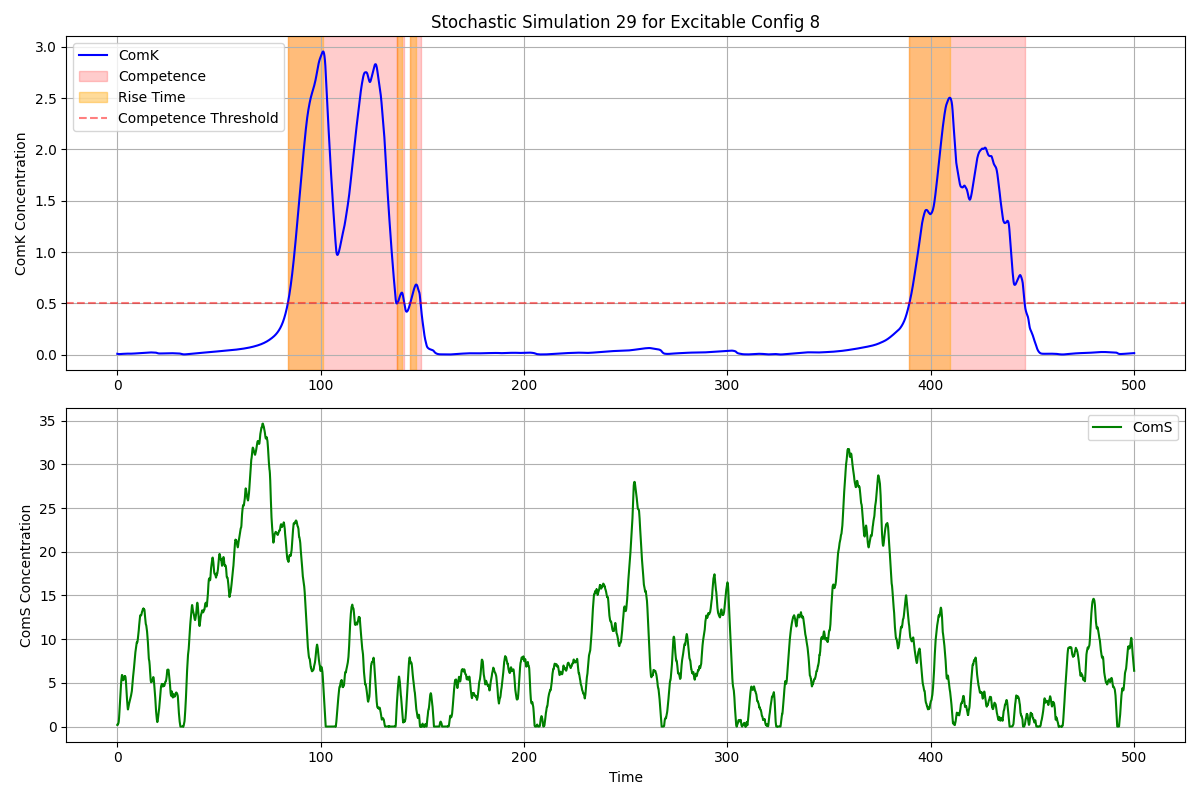 Stochastic Simulation 29 for Excitable Config 8
ComK Concentration
3.0
2.5
2.0
1.5
1.0
0.5
0.0
ComK
Competence
Rise Time
Competence Threshold
0 100 200 300 400 500
ComS Concentration
35
30
25
20
15
10
5
0
ComS
0 100 200 300 400 500
Time